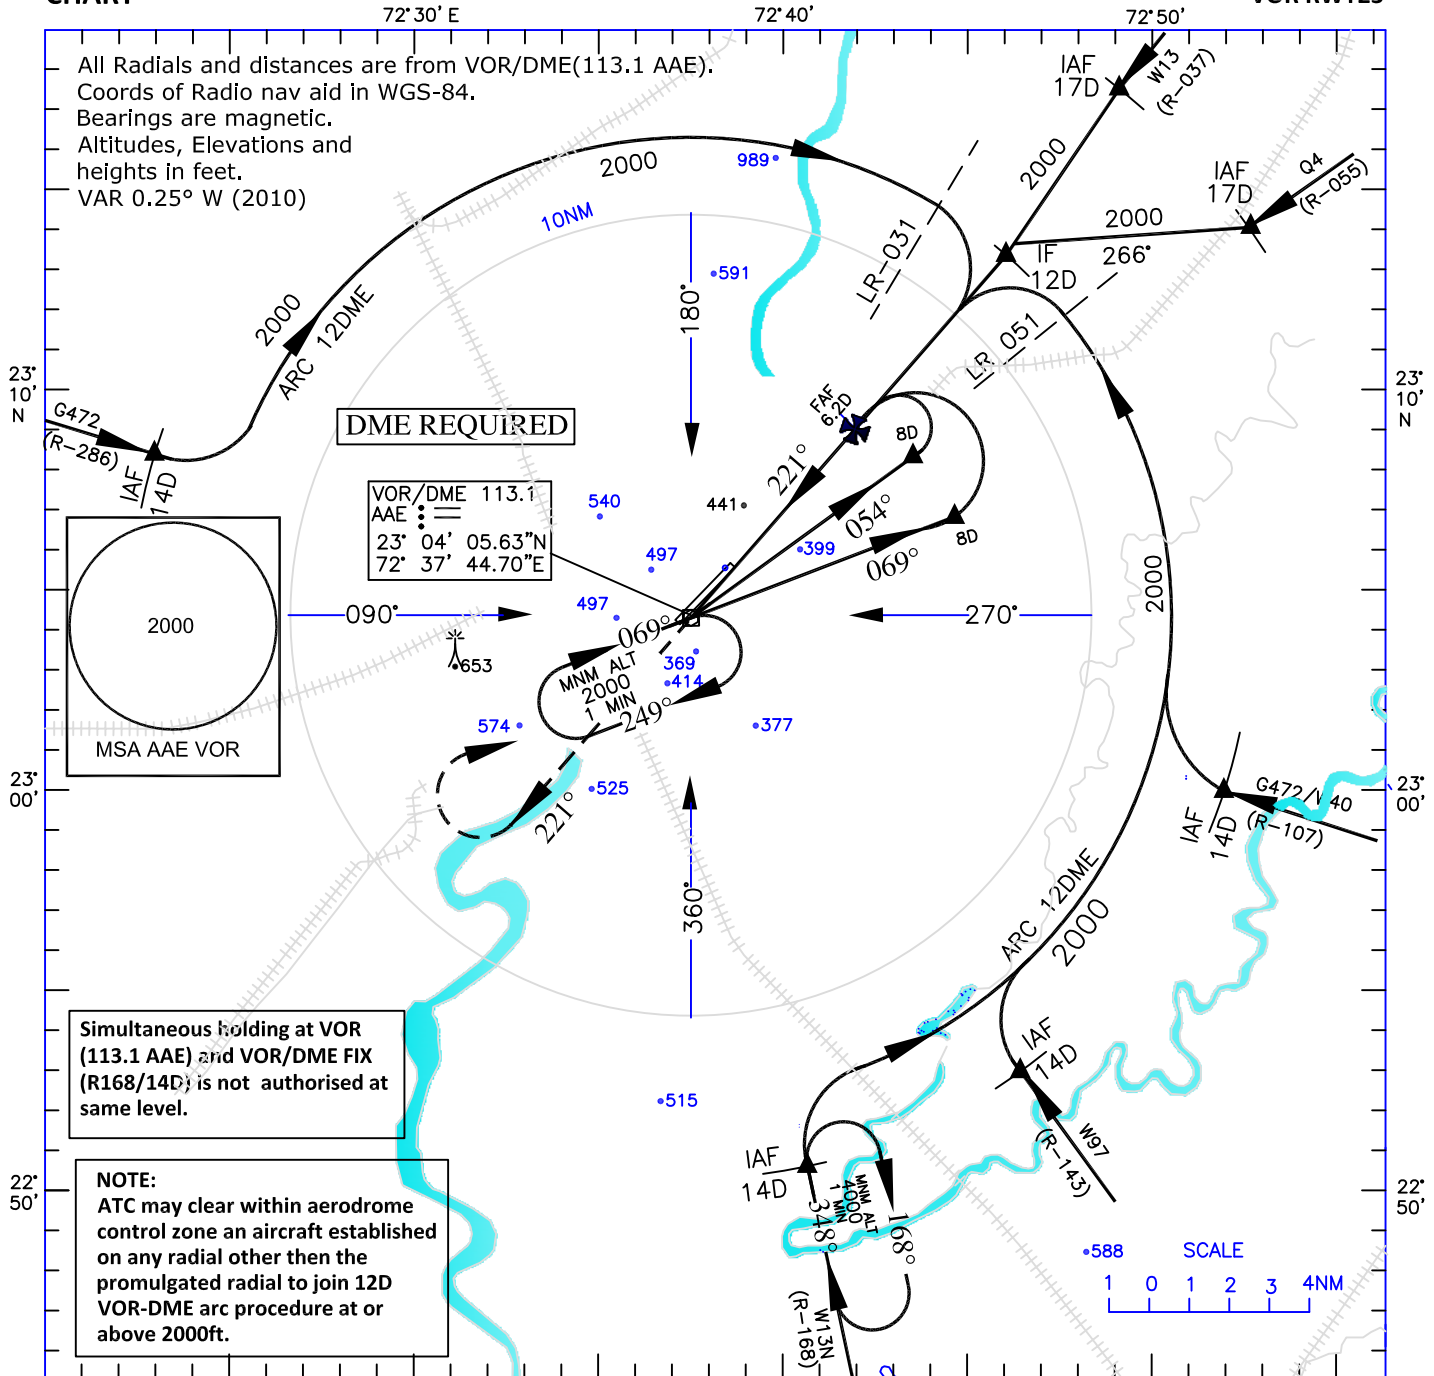 CHART
72°30' E
72°40'
72°50'
VOR RWY23
All Radials and distances are from VOR/DME(113.1 AAE).
Coords of Radio nav aid in WGS-84.
Bearings are magnetic.
Altitudes, Elevations and
heights in feet.
VAR 0.25° W (2010)
IAF
17D
W13
(R-037)
2000
989
2000
10NM
IAF
17D
Q4
(R-055)
2000
266°
IF
12D
LR-031
591
180°
2000
ARC 12DME
LR 051
23°
10'
N
23°
10'
N
G472
(R-286)
IAF
14D
DME REQUIRED
FAF
6.2D
8D
221°
054°
8D
069°
VOR/DME 113.1
AAE
23° 04' 05.63"N
72° 37' 44.70"E
540
441
497
399
497
2000
MSA AAE VOR
090°
270°
2000
653
069°
369
MNM ALT
2000
1 MIN
414
249°
574
377
525
221°
23°
00'
23°
00'
G472/V40
(R-107)
IAF
14D
360°
ARC 12DME
2000
Simultaneous holding at VOR
(113.1 AAE) and VOR/DME FIX
(R168/14D) is not authorised at
same level.
515
IAF
14D
W97
(R-143)
IAF
14D
MNM ALT
4000
1 MIN
348°
168°
W13N
(R-168)
22°
50'
22°
50'
NOTE:
ATC may clear within aerodrome
control zone an aircraft established
on any radial other then the
promulgated radial to join 12D
VOR-DME arc procedure at or
above 2000ft.
588
SCALE
1 0 1 2 3 4NM